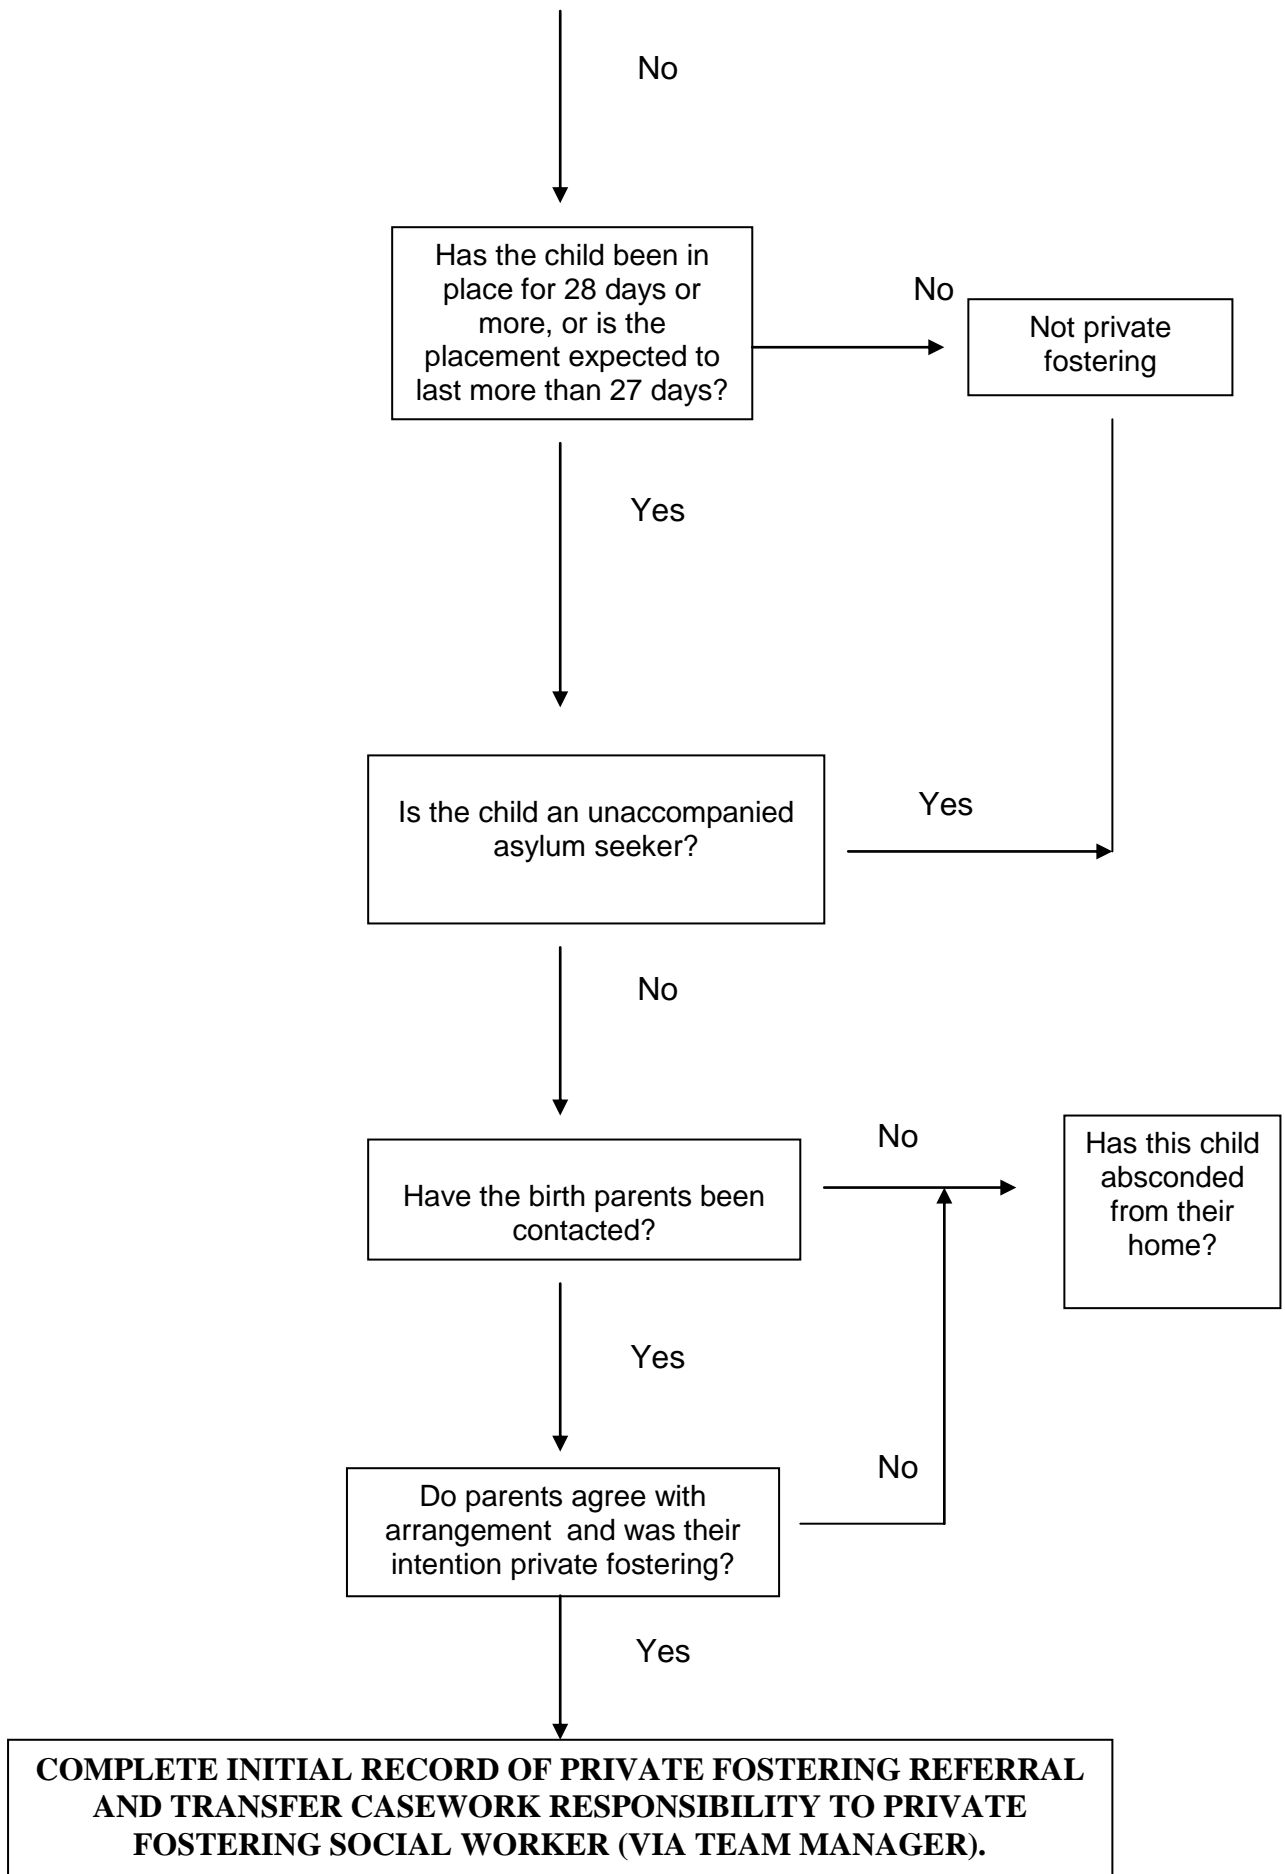 No
Has the child been in
place for 28 days or
more, or is the
placement expected to
last more than 27 days?
No
Not private
fostering
Yes
Is the child an unaccompanied
asylum seeker?
Yes
No
Have the birth parents been
contacted?
No
Has this child
absconded
from their
home?
Yes
Do parents agree with
arrangement and was their
intention private fostering?
No
Yes
COMPLETE INITIAL RECORD OF PRIVATE FOSTERING REFERRAL
AND TRANSFER CASEWORK RESPONSIBILITY TO PRIVATE
FOSTERING SOCIAL WORKER (VIA TEAM MANAGER).